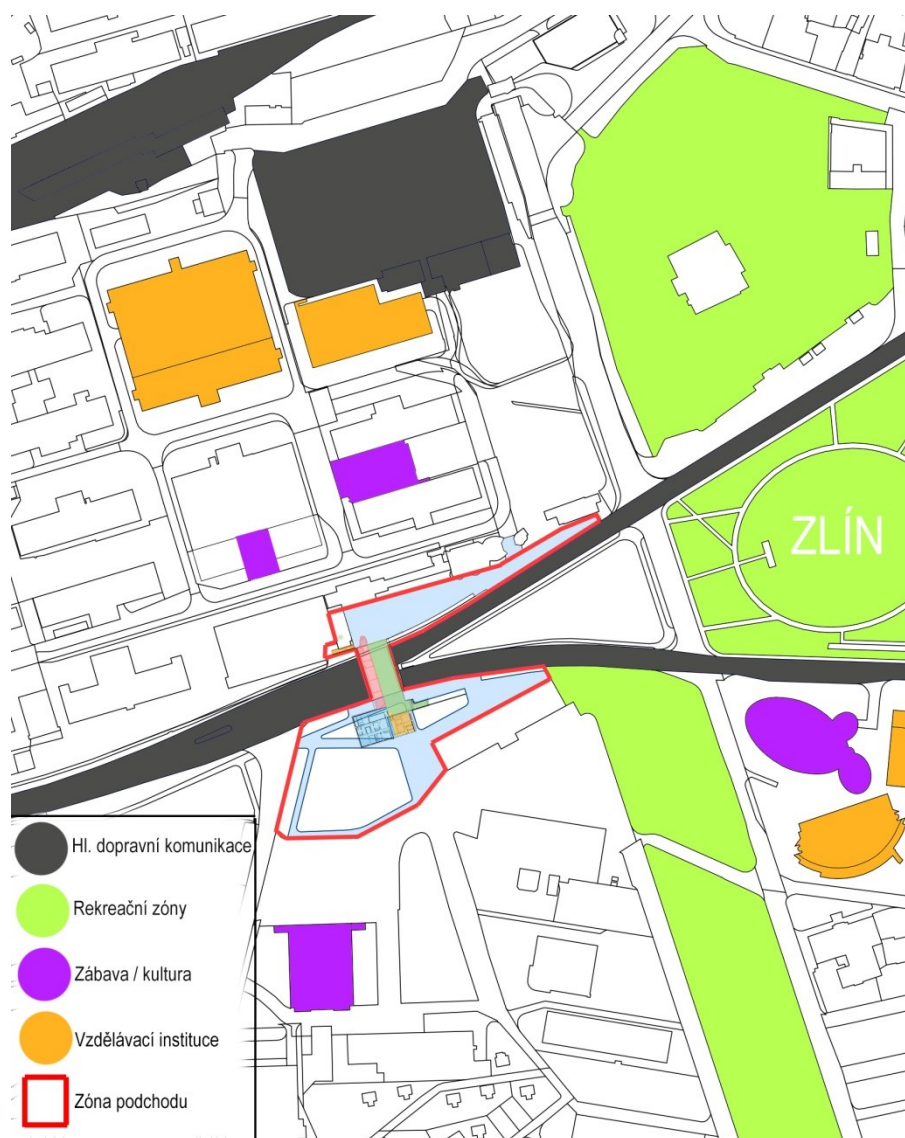 ZLÍN
Hl. dopravní komunikace
Rekreační zóny
Zábava / kultura
Vzdělávací instituce
Zóna podchodu